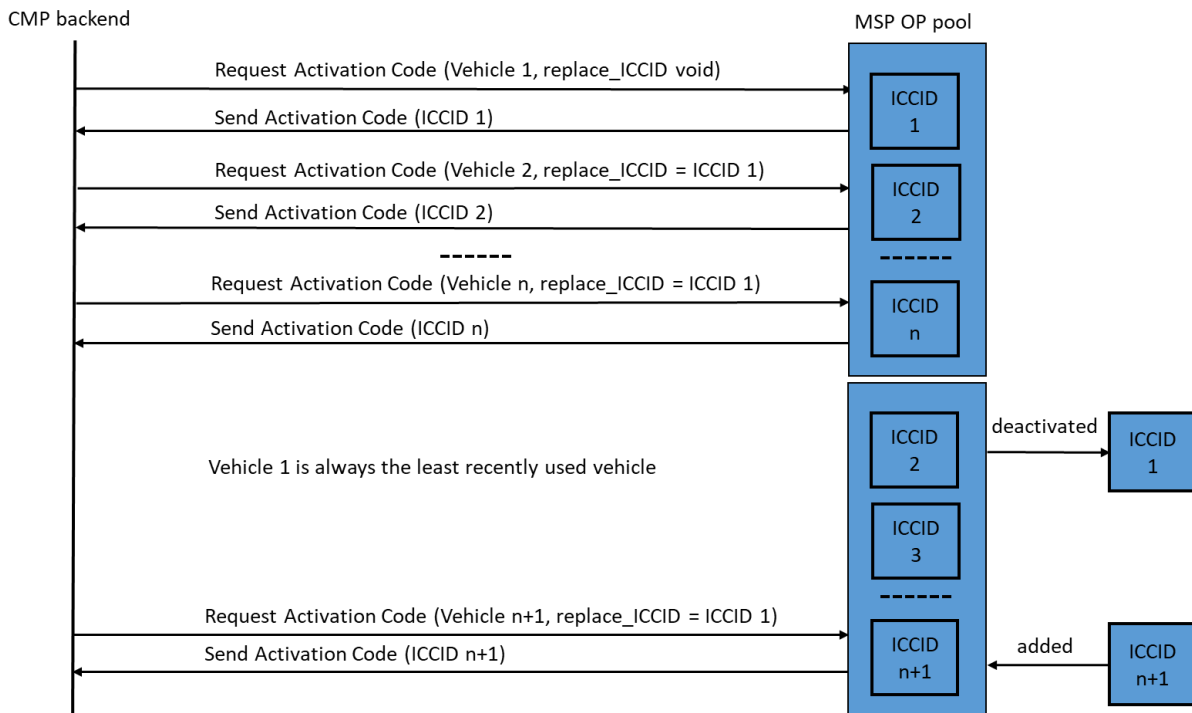 CMP backend
MSP OP pool
Request Activation Code (Vehicle 1, replace_ICCID void)
ICCID
1
Send Activation Code (ICCID 1)
Request Activation Code (Vehicle 2, replace_ICCID = ICCID 1)
ICCID
2
Send Activation Code (ICCID 2)
Request Activation Code (Vehicle n, replace_ICCID = ICCID 1)
ICCID
n
Send Activation Code (ICCID n)
ICCID
2
deactivated
ICCID
1
Vehicle 1 is always the least recently used vehicle
ICCID
3
Request Activation Code (Vehicle n+1, replace_ICCID = ICCID 1)
ICCID
n+1
Send Activation Code (ICCID n+1)
added
ICCID
n+1